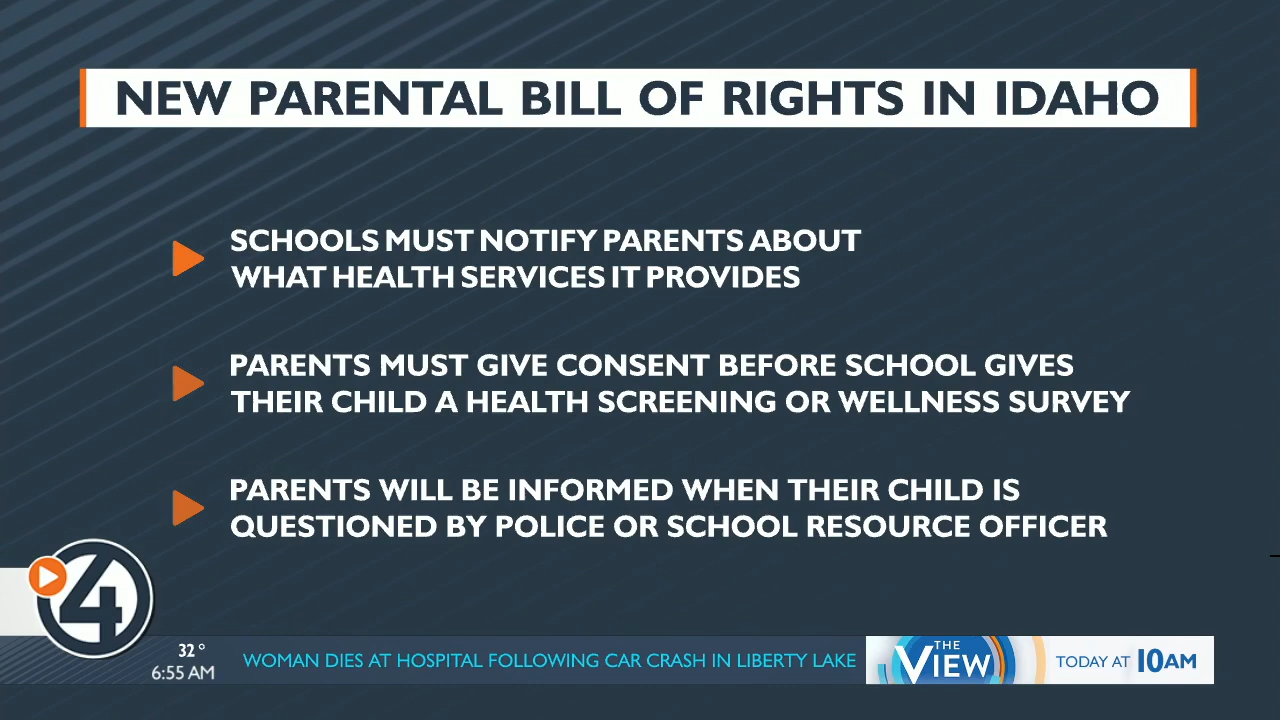 NEW PARENTAL BILL OF RIGHTS IN IDAHO
SCHOOLS MUST NOTIFY PARENTS ABOUT
WHAT HEALTH SERVICES IT PROVIDES
PARENTS MUST GIVE CONSENT BEFORE SCHOOL GIVES
THEIR CHILD A HEALTH SCREENING OR WELLNESS SURVEY
PARENTS WILL BE INFORMED WHEN THEIR CHILD IS
QUESTIONED BY POLICE OR SCHOOL RESOURCE OFFICER
4
32°
6:55 AM
WOMAN DIES AT HOSPITAL FOLLOWING CAR CRASH IN LIBERTY LAKE
THE
VIEW
TODAY AT 10AM